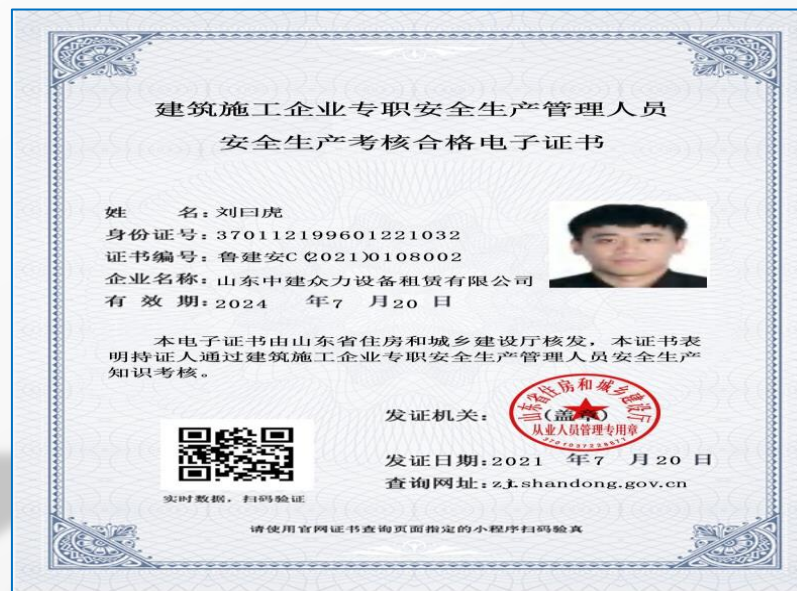 建筑施工企业专职安全生产管理人员
安全生产考核合格电子证书
姓 名:刘日虎
身份证号:370112199601221032
证书编号:鲁建安C(2021)0108002
企业名称:山东中建众力设备租赁有限公司
有 效 期:2024 年7 月20 日
本电子证书由山东省住房和城乡建设厅核发,本证书表
明持证人通过建筑施工企业专职安全生产管理人员安全生产
知识考核。
发证机关: (盖章)
山东省住房和城乡建设厅
从业人员管理专用章
发证日期:2021 年7 月20 日
查询网址:zjt.shandong.gov.cn
实时数据,扫码验证
请使用官网证书查询页面指定的小程序扫码验真